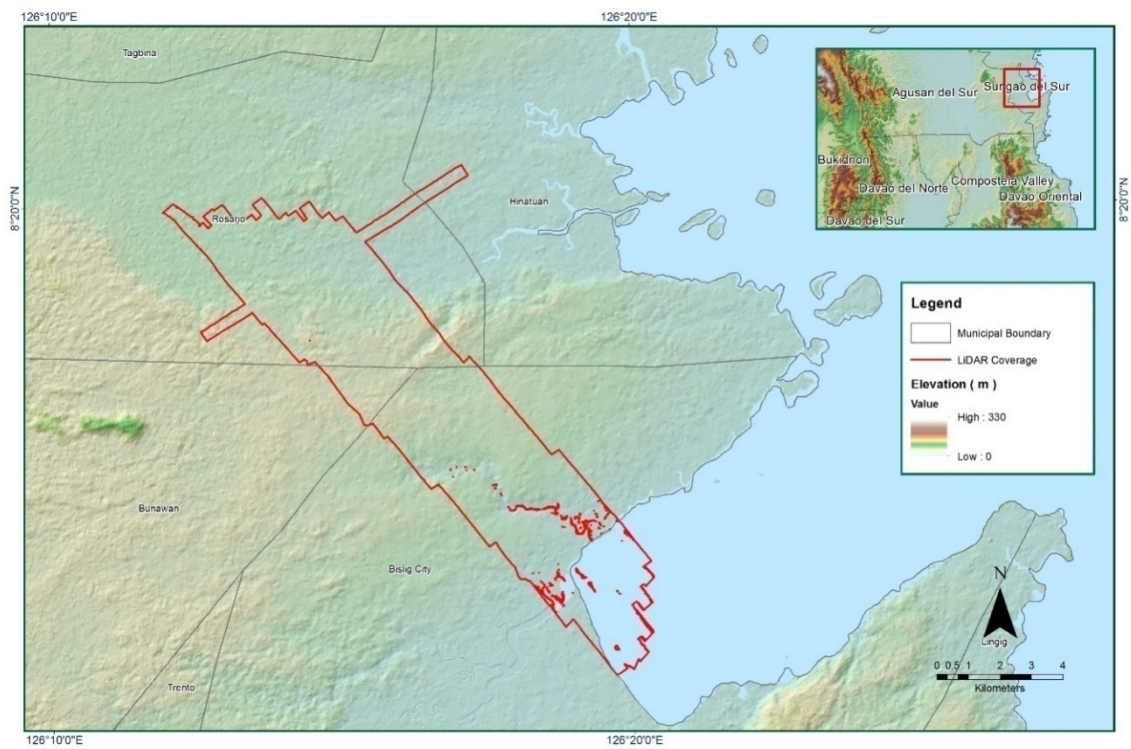 126°10'0"E
126°20'0"E
Tagbina
Agusan del Sur
Surigao del Sur
Bukidnon
Davao del Norte
Compostela Valley
Davao Oriental
Davao del Sur
8°20'0"N
8°20'0"N
Rosario
Hinatuan
Legend
Municipal Boundary
LiDAR Coverage
Elevation ( m )
Value
High : 330
Low : 0
Bunawan
Bislig City
Trento
N
Lingig
0 0.5 1 2 3 4
Kilometers
126°10'0"E
126°20'0"E